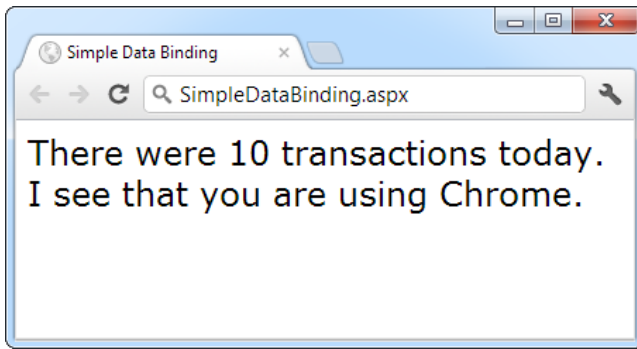 Simple Data Binding
SimpleDataBinding.aspx
There were 10 transactions today.
I see that you are using Chrome.